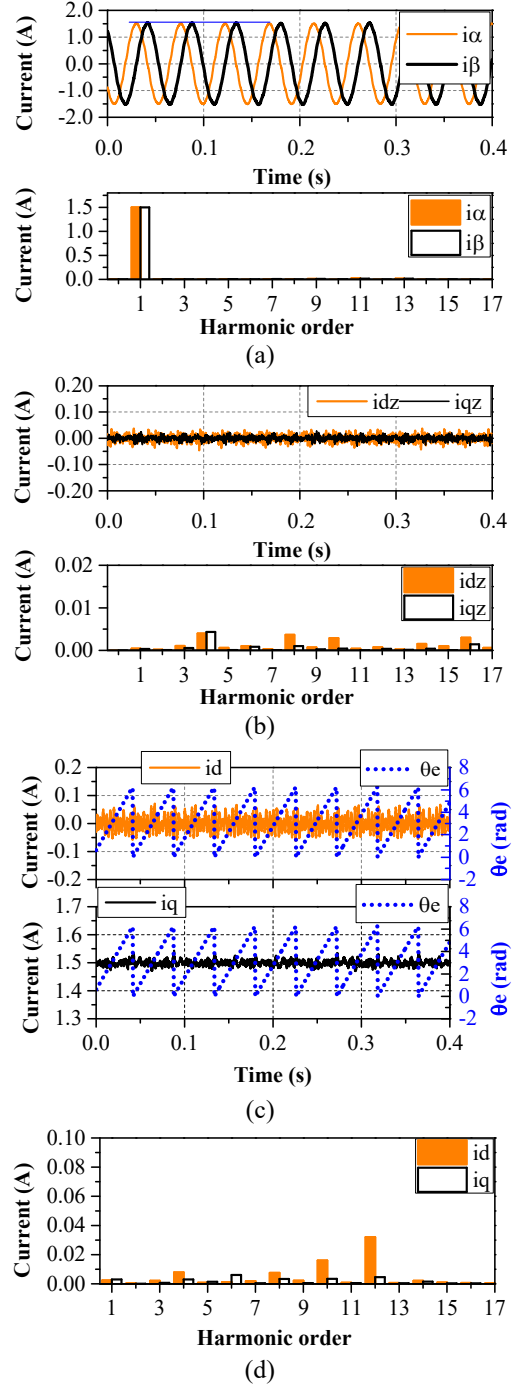 2.0
1.0
0.0
-1.0
-2.0
Current (A)
iα
iβ
0.0 0.1 0.2 0.3 0.4
Time (s)
1.5
1.0
0.5
0.0
Current (A)
iα
iβ
1 3 5 7 9 11 13 15 17
Harmonic order
(a)
0.20
0.10
0.00
-0.10
-0.20
Current (A)
idz iqz
0.0 0.1 0.2 0.3 0.4
Time (s)
0.02
0.01
0.00
Current (A)
idz
iqz
1 3 5 7 9 11 13 15 17
Harmonic order
(b)
id θe
0.2
0.1
0.0
-0.1
-0.2
Current (A)
8
6
4
2
0
-2
θe (rad)
iq θe
1.7
1.6
1.5
1.4
1.3
Current (A)
8
6
4
2
0
-2
θe (rad)
0.0 0.1 0.2 0.3 0.4
Time (s)
(c)
0.10
0.08
0.06
0.04
0.02
0.00
Current (A)
id
iq
1 3 5 7 9 11 13 15 17
Harmonic order
(d)